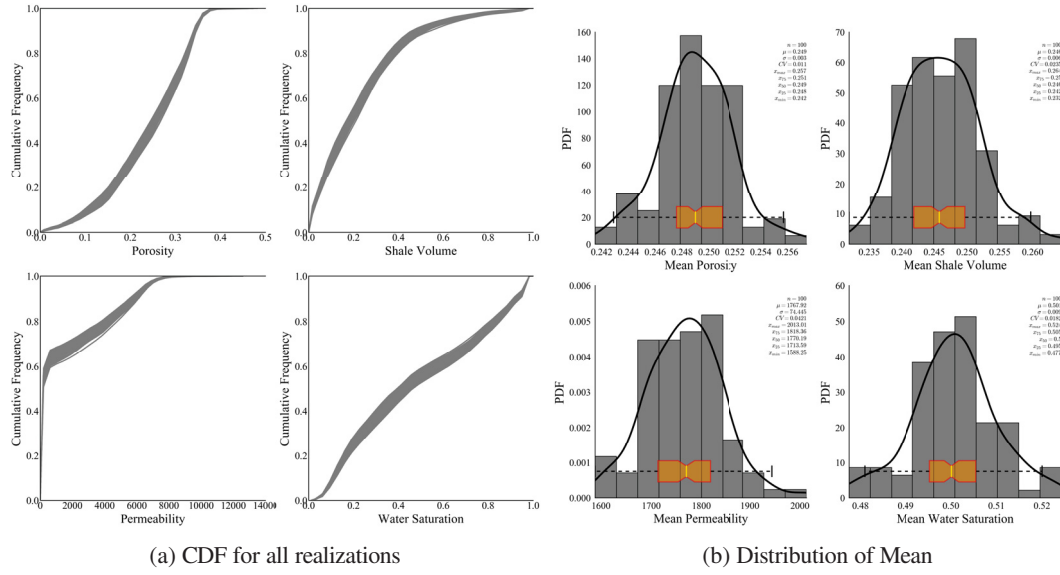 1.0
0.8
0.6
0.4
0.2
0.0
Cumulative Frequency
0.0 0.1 0.2 0.3 0.4 0.5
Porosity
1.0
0.8
0.6
0.4
0.2
0.0
Cumulative Frequency
0.0 0.2 0.4 0.6 0.8 1.0
Shale Volume
160
140
120
100
80
60
40
20
0
PDF
n = 100
μ = 0.249
σ = 0.003
CV = 0.011
x_max = 0.257
x_75 = 0.251
x_50 = 0.249
x_25 = 0.248
x_min = 0.242
0.242 0.244 0.246 0.248 0.250 0.252 0.254 0.256
Mean Porosity
70
60
50
40
30
20
10
0
PDF
n = 100
0.235 0.240 0.245 0.250 0.255 0.260
Mean Shale Volume
1.0
0.8
0.6
0.4
0.2
0.0
Cumulative Frequency
0 2000 4000 6000 8000 10000 12000 1400
Permeability
1.0
0.8
0.6
0.4
0.2
0.0
Cumulative Frequency
0.0 0.2 0.4 0.6 0.8 1.0
Water Saturation
0.006
0.005
0.004
0.003
0.002
0.001
0.000
PDF
n = 100
μ = 1767.92
σ = 74.445
CV = 0.0421
x_max = 2013.01
x_75 = 1818.36
x_50 = 1770.19
x_25 = 1713.59
x_min = 1588.25
1600 1700 1800 1900 2000
Mean Permeability
60
50
40
30
20
10
0
PDF
n = 100
0.48 0.49 0.50 0.51 0.52
Mean Water Saturation
(a) CDF for all realizations
(b) Distribution of Mean